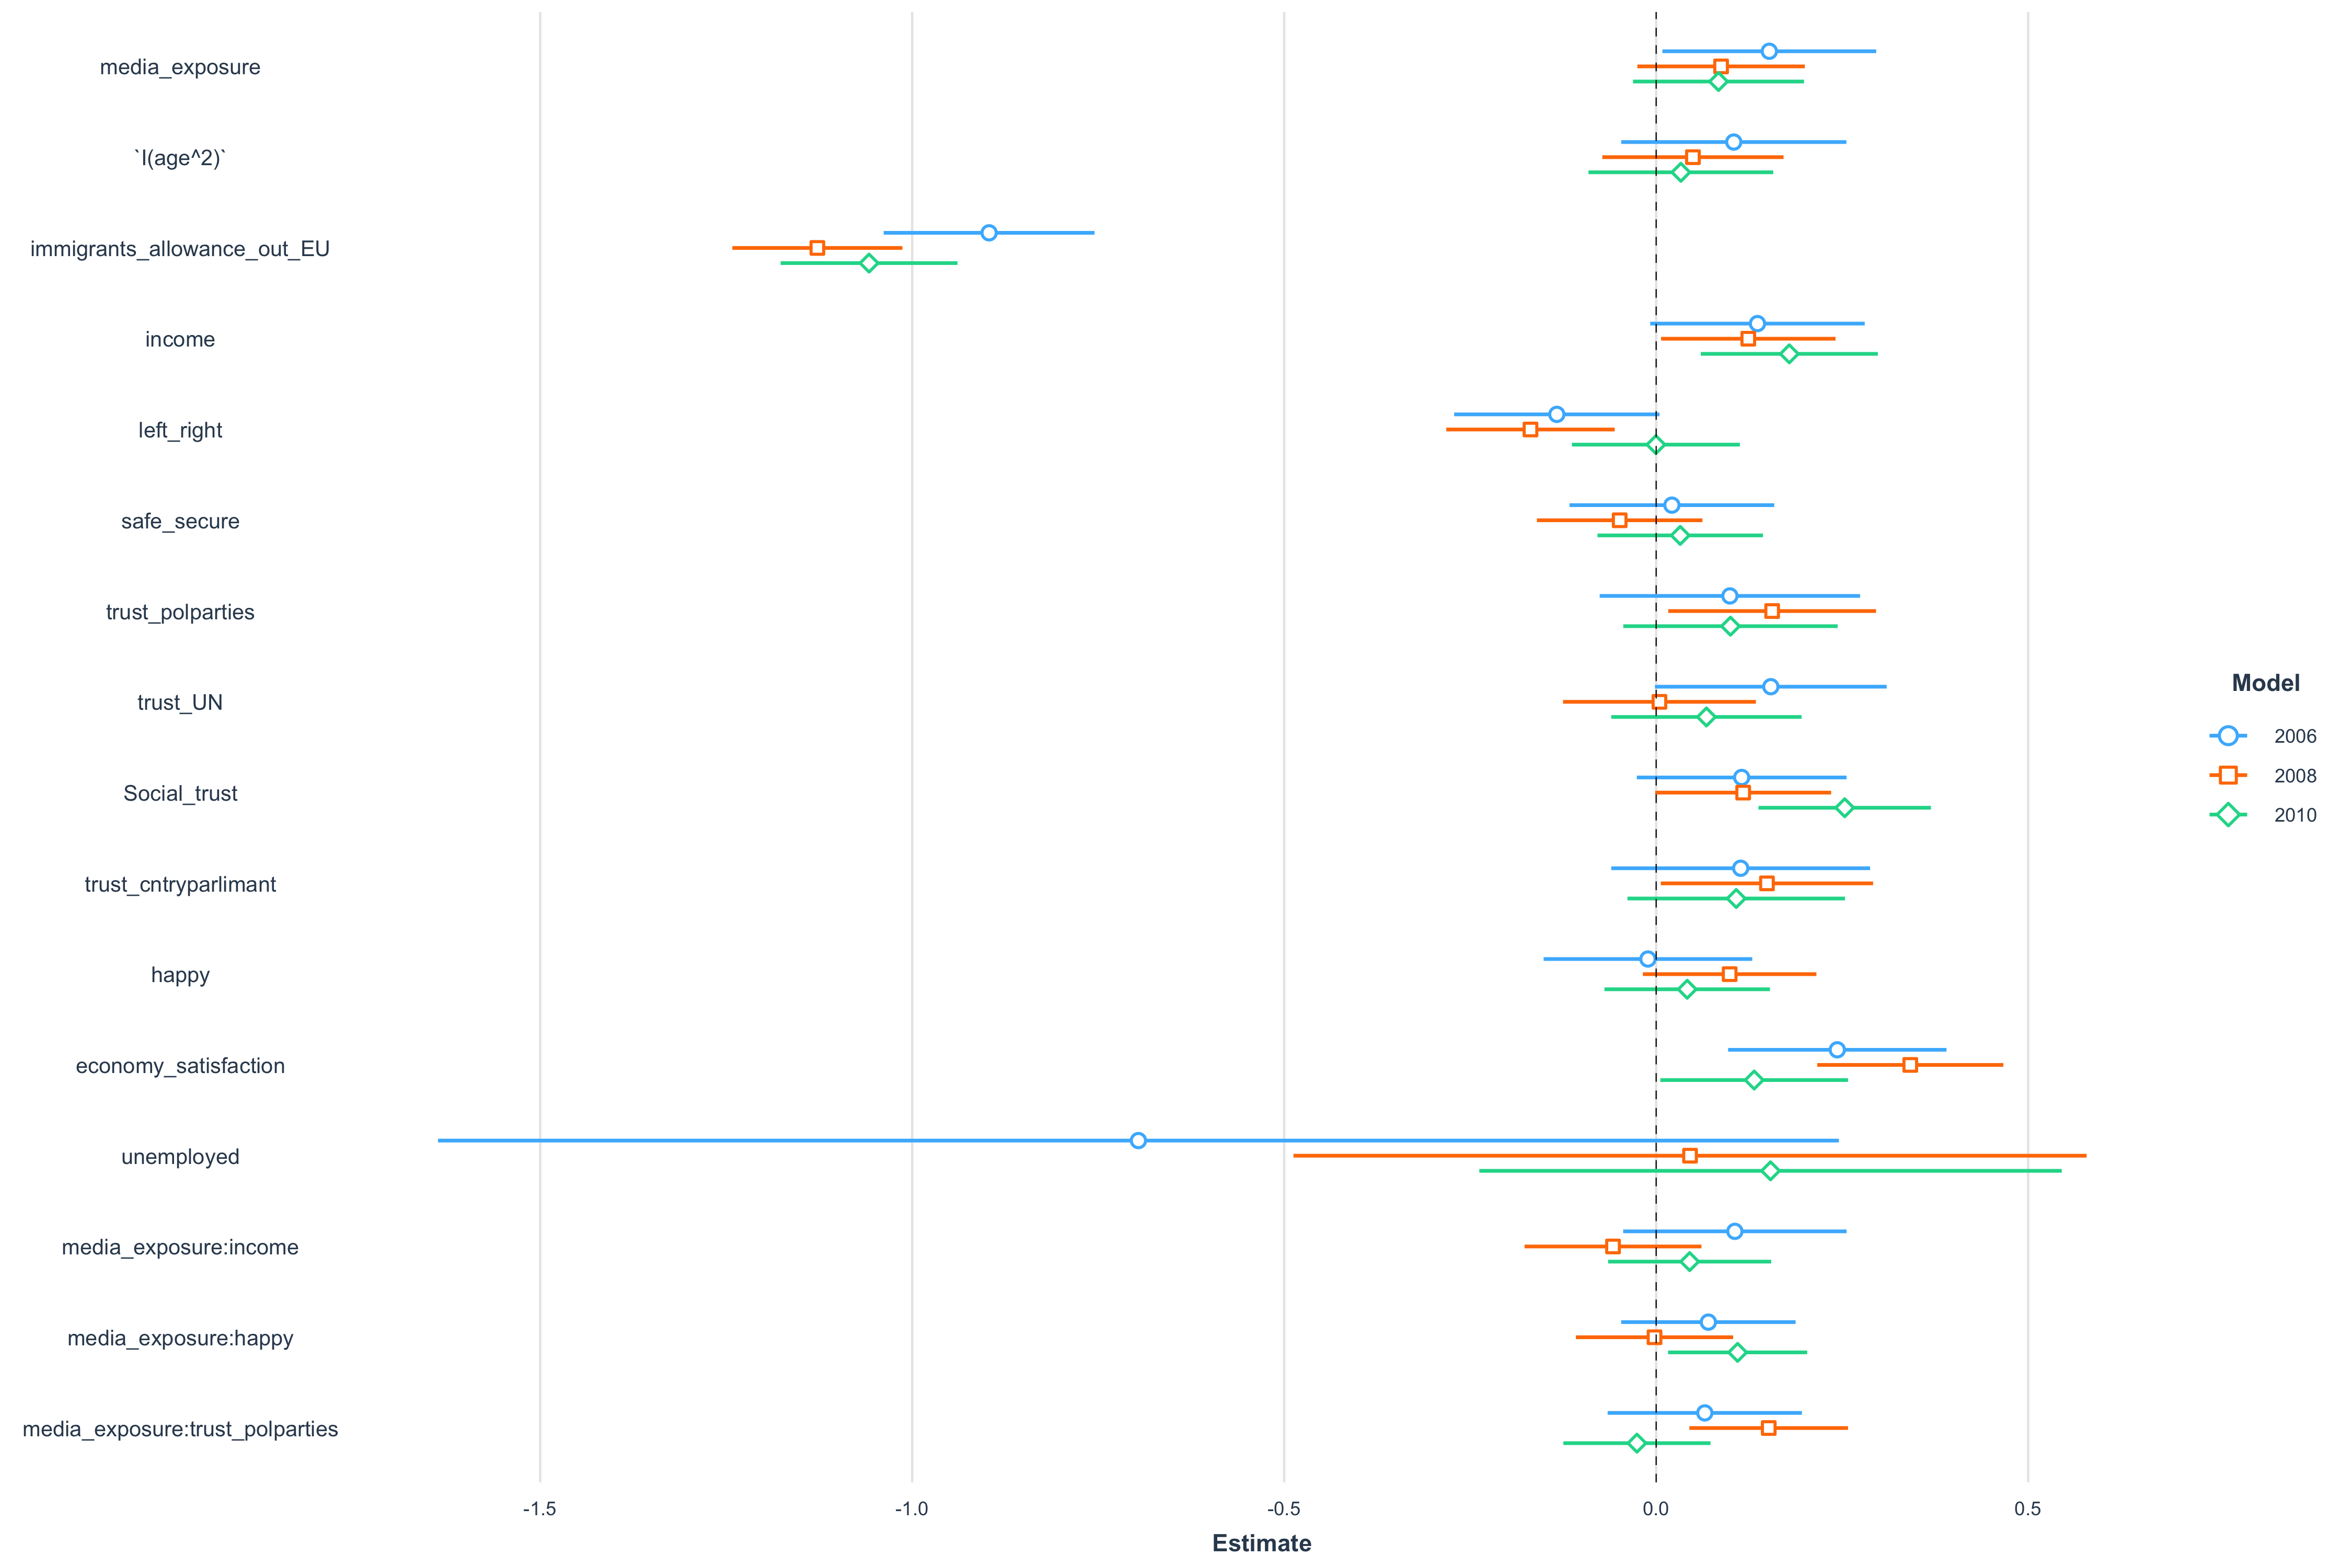 media_exposure
`I(age^2)`
immigrants_allowance_out_EU
income
left_right
safe_secure
trust_polparties
trust_UN
Social_trust
trust_cntryparlimant
happy
economy_satisfaction
unemployed
media_exposure:income
media_exposure:happy
media_exposure:trust_polparties
-1.5 -1.0 -0.5 0.0 0.5
Estimate
Model
2006
2008
2010